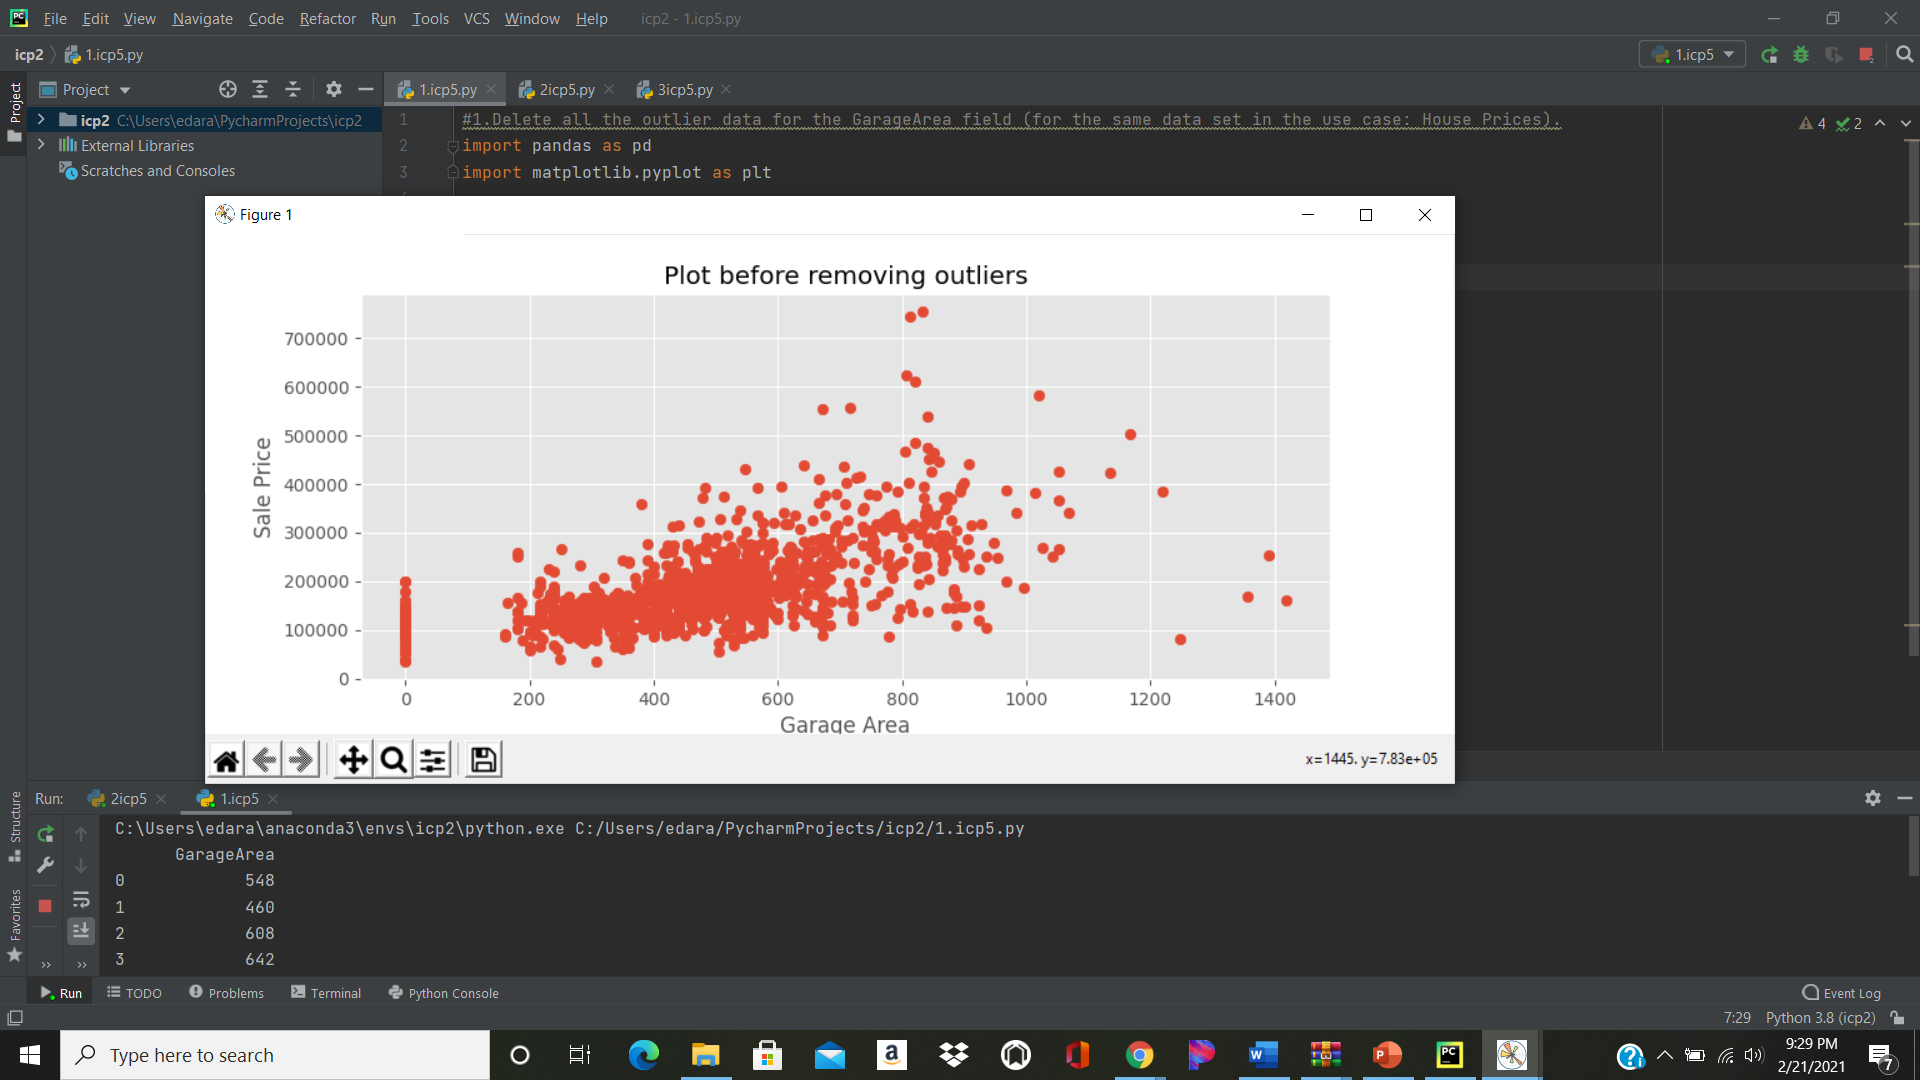 File Edit View Navigate Code Refactor Run Tools VCS Window Help icp2 - 1.icp5.py
icp2 1.icp5.py
1.icp5
Project
Project
1.icp5.py
2icp5.py
3icp5.py
icp2 C:\Users\edara\PycharmProjects\icp2
External Libraries
Scratches and Consoles
1 #1.Delete all the outlier data for the GarageArea field (for the same data set in the use case: House Prices).
2 import pandas as pd
3 import matplotlib.pyplot as plt
4 2
Figure 1
Plot before removing outliers
Sale Price
700000
600000
500000
400000
300000
200000
100000
0
0 200 400 600 800 1000 1200 1400
Garage Area
x=1445. y=7.83e+05
Structure
Favorites
Run: 2icp5 1.icp5
C:\Users\edara\anaconda3\envs\icp2\python.exe C:/Users/edara/PycharmProjects/icp2/1.icp5.py
GarageArea
0 548
1 460
2 608
3 642
Run TODO Problems Terminal Python Console Event Log
7:29 Python 3.8 (icp2)
Type here to search
9:29 PM
2/21/2021
7